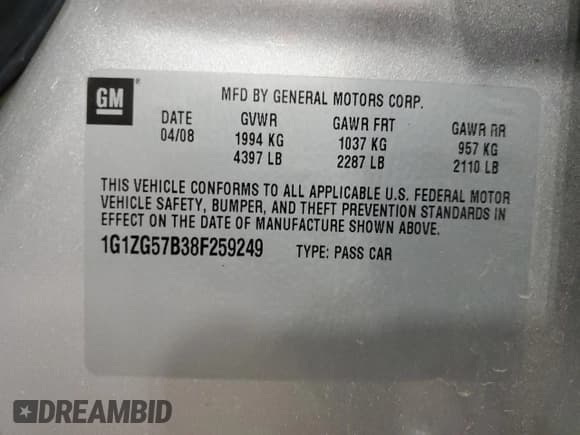 GM
MFD BY GENERAL MOTORS CORP.
DATE GVWR GAWR FRT GAWR RR
04/08 1994 KG 1037 KG 957 KG
4397 LB 2287 LB 2110 LB
THIS VEHICLE CONFORMS TO ALL APPLICABLE U.S. FEDERAL MOTOR
VEHICLE SAFETY, BUMPER, AND THEFT PREVENTION STANDARDS IN
EFFECT ON THE DATE OF MANUFACTURE SHOWN ABOVE.
1G1ZG57B38F259249 TYPE: PASS CAR
DREAMBID